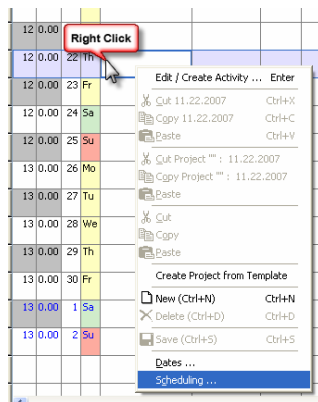 12 0.00
Right Click
12 0.00 22 Th
Edit / Create Activity ... Enter
12 0.00 23 Fr
Cut 11.22.2007 Ctrl+X
12 0.00 24 Sa
Copy 11.22.2007 Ctrl+C
Paste Ctrl+V
12 0.00 25 Su
Cut Project "" : 11.22.2007
13 0.00 26 Mo
Copy Project "" : 11.22.2007
13 0.00 27 Tu
Paste
13 0.00 28 We
Cut
Copy
13 0.00 29 Th
Paste
13 0.00 30 Fr
Create Project from Template
13 0.00 1 Sa
New (Ctrl+N) Ctrl+N
Delete (Ctrl+D) Ctrl+D
13 0.00 2 Su
Save (Ctrl+S) Ctrl+S
Dates ...
Scheduling ...